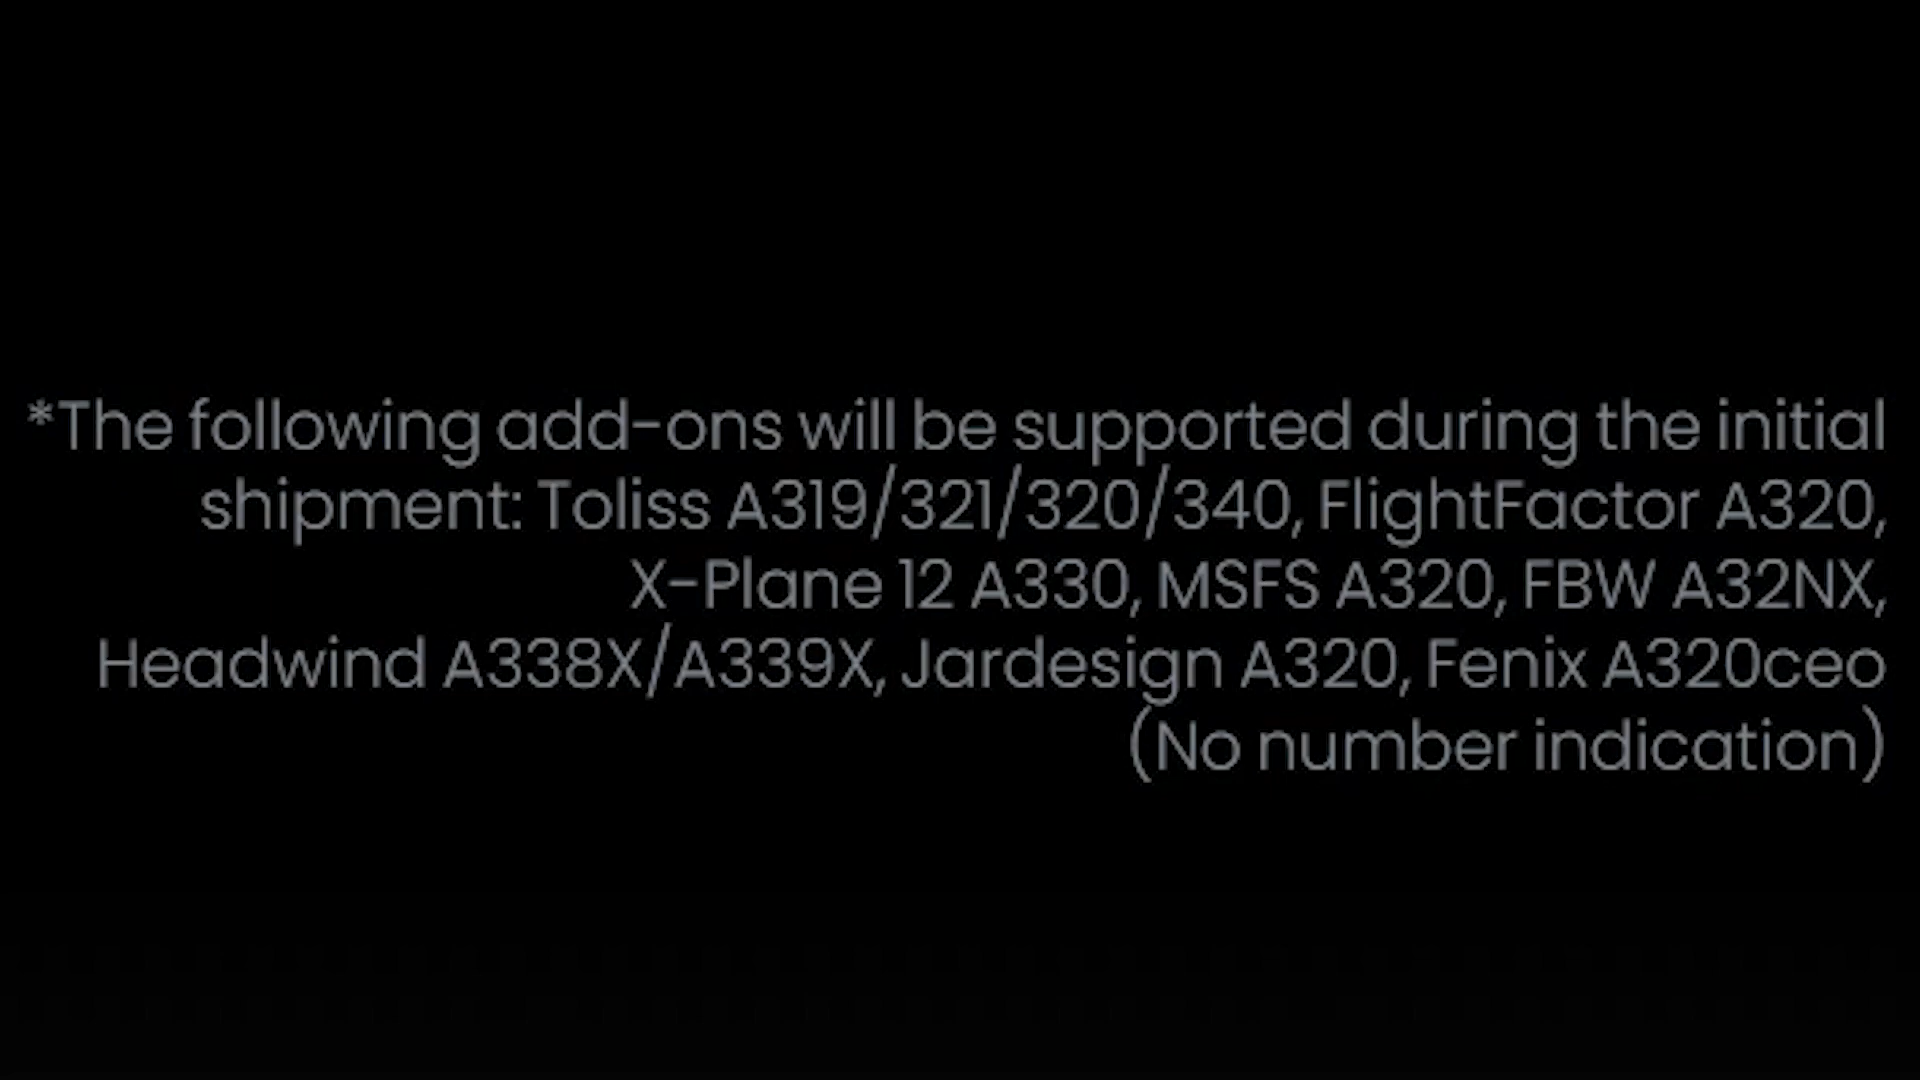 *The following add-ons will be supported during the initial
shipment: Toliss A319/321/320/340, FlightFactor A320,
X-Plane 12 A330, MSFS A320, FBW A32NX,
Headwind A338X/A339X, Jardesign A320, Fenix A320ceo
(No number indication)